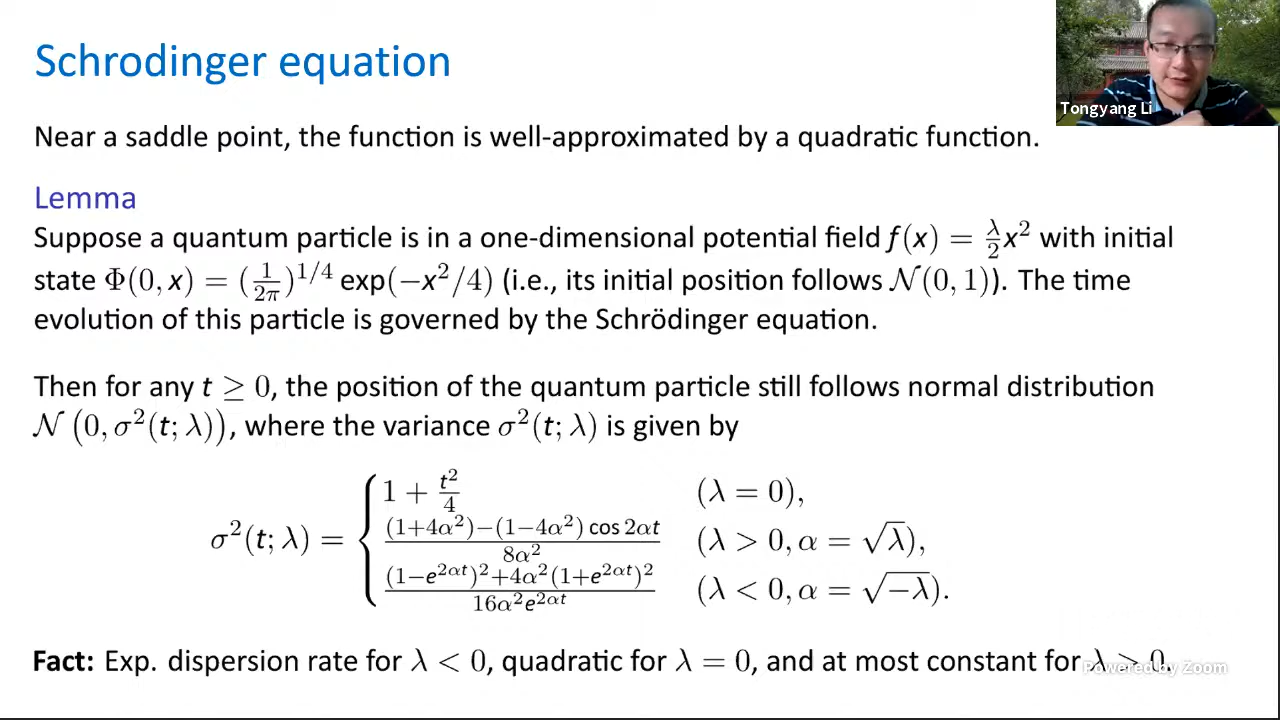 Schrodinger equation
Tongyang Li
Near a saddle point, the function is well-approximated by a quadratic function.
Lemma
Suppose a quantum particle is in a one-dimensional potential field f(x) = λ/2 x² with initial
state Φ(0, x) = (1/2π)^1/4 exp(−x²/4) (i.e., its initial position follows 𝒩(0, 1)). The time
evolution of this particle is governed by the Schrödinger equation.
Then for any t ≥ 0, the position of the quantum particle still follows normal distribution
𝒩(0, σ²(t; λ)), where the variance σ²(t; λ) is given by
σ²(t; λ) = { 1 + t²/4 (λ = 0),
((1+4α²)−(1−4α²) cos 2αt)/8α² (λ > 0, α = √λ),
((1−e^2αt)²+4α²(1+e^2αt)²)/16α²e^2αt (λ < 0, α = √−λ).
Fact: Exp. dispersion rate for λ < 0, quadratic for λ = 0, and at most constant for λ > 0.
Powered by Zoom